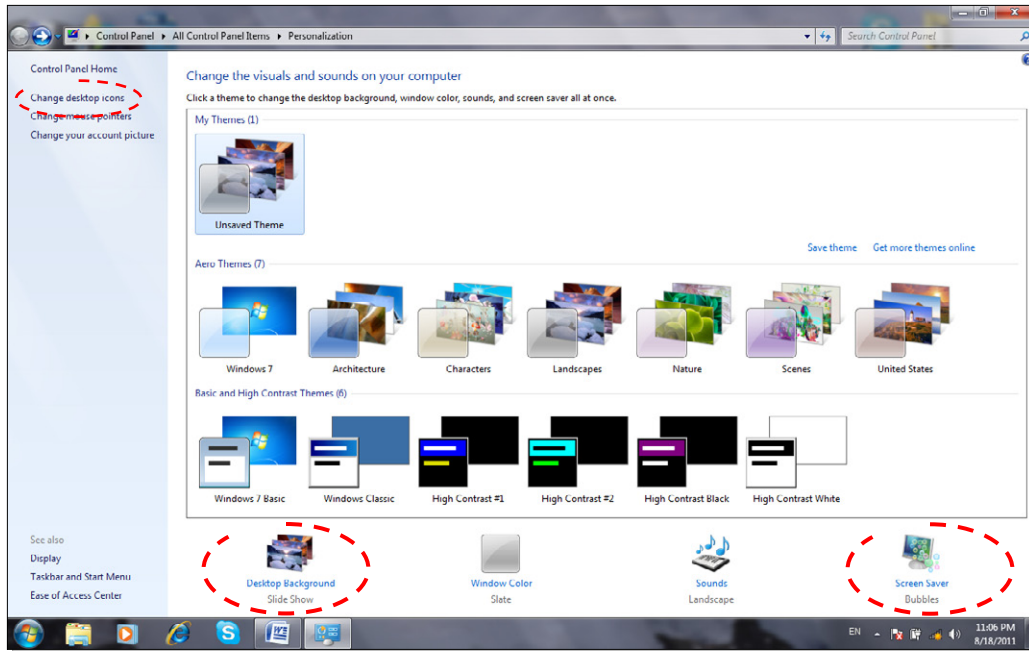 Control Panel ▸ All Control Panel Items ▸ Personalization
Search Control Panel
Control Panel Home
Change desktop icons
Change mouse pointers
Change your account picture
Change the visuals and sounds on your computer
Click a theme to change the desktop background, window color, sounds, and screen saver all at once.
My Themes (1)
Unsaved Theme
Save theme Get more themes online
Aero Themes (7)
Windows 7 Architecture Characters Landscapes Nature Scenes United States
Basic and High Contrast Themes (6)
Windows 7 Basic Windows Classic High Contrast #1 High Contrast #2 High Contrast Black High Contrast White
See also
Display
Taskbar and Start Menu
Ease of Access Center
Desktop Background Window Color Sounds Screen Saver
Slide Show Slate Landscape Bubbles
EN
11:06 PM
8/18/2011